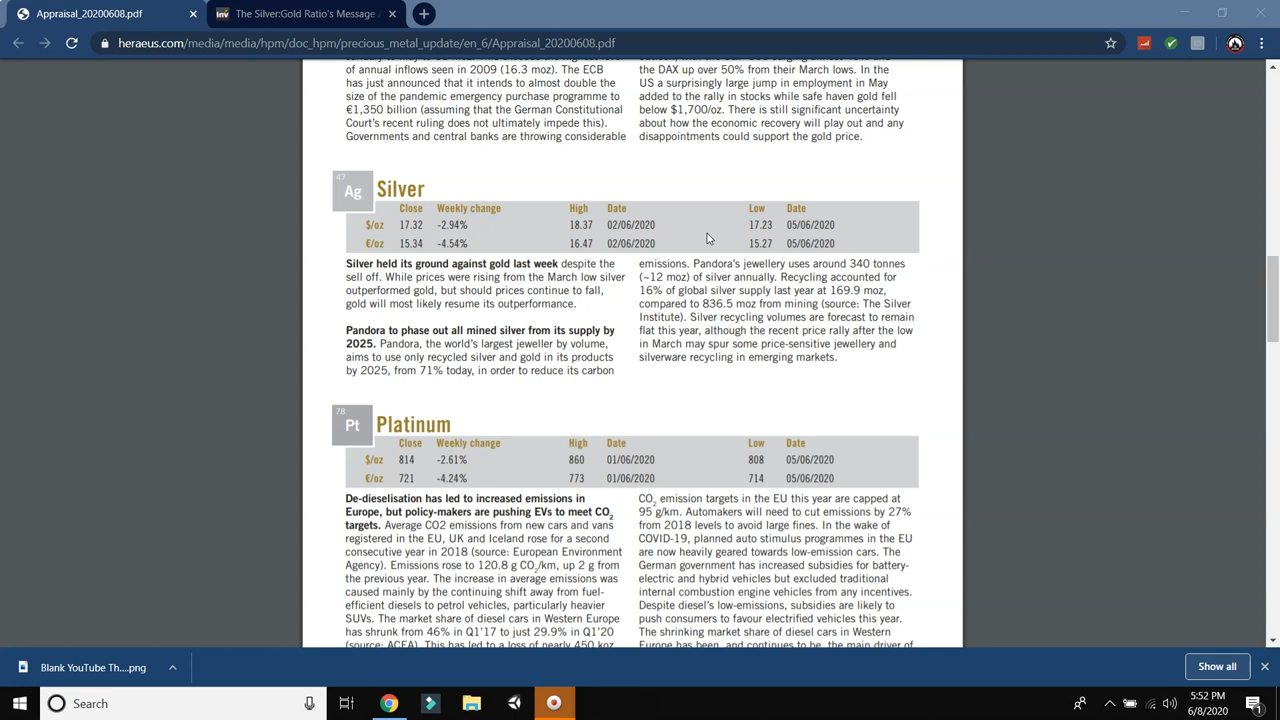 Appraisal_20200608.pdf
Inv
The Silver:Gold Ratio's Message /
heraeus.com/media/media/hpm/doc_hpm/precious_metal_update/en_6/Appraisal_20200608.pdf
of annual inflows seen in 2009 (16.3 moz). The ECB
has just announced that it intends to almost double the
size of the pandemic emergency purchase programme to
€1,350 billion (assuming that the German Constitutional
Court's recent ruling does not ultimately impede this).
Governments and central banks are throwing considerable
the DAX up over 50% from their March lows. In the
US a surprisingly large jump in employment in May
added to the rally in stocks while safe haven gold fell
below $1,700/oz. There is still significant uncertainty
about how the economic recovery will play out and any
disappointments could support the gold price.
47
Ag Silver
Close Weekly change High Date Low Date
$/oz 17.32 -2.94% 18.37 02/06/2020 17.23 05/06/2020
€/oz 15.34 -4.54% 16.47 02/06/2020 15.27 05/06/2020
Silver held its ground against gold last week despite the
sell off. While prices were rising from the March low silver
outperformed gold, but should prices continue to fall,
gold will most likely resume its outperformance.
Pandora to phase out all mined silver from its supply by
2025. Pandora, the world's largest jeweller by volume,
aims to use only recycled silver and gold in its products
by 2025, from 71% today, in order to reduce its carbon
emissions. Pandora's jewellery uses around 340 tonnes
(~12 moz) of silver annually. Recycling accounted for
16% of global silver supply last year at 169.9 moz,
compared to 836.5 moz from mining (source: The Silver
Institute). Silver recycling volumes are forecast to remain
flat this year, although the recent price rally after the low
in March may spur some price-sensitive jewellery and
silverware recycling in emerging markets.
78
Pt Platinum
Close Weekly change High Date Low Date
$/oz 814 -2.61% 860 01/06/2020 808 05/06/2020
€/oz 721 -4.24% 773 01/06/2020 714 05/06/2020
De-dieselisation has led to increased emissions in
Europe, but policy-makers are pushing EVs to meet CO2
targets. Average CO2 emissions from new cars and vans
registered in the EU, UK and Iceland rose for a second
consecutive year in 2018 (source: European Environment
Agency). Emissions rose to 120.8 g CO2/km, up 2 g from
the previous year. The increase in average emissions was
caused mainly by the continuing shift away from fuel-
efficient diesels to petrol vehicles, particularly heavier
SUVs. The market share of diesel cars in Western Europe
has shrunk from 46% in Q1'17 to just 29.9% in Q1'20
(source: ACEA). This has led to a loss of nearly 450 koz
CO2 emission targets in the EU this year are capped at
95 g/km. Automakers will need to cut emissions by 27%
from 2018 levels to avoid large fines. In the wake of
COVID-19, planned auto stimulus programmes in the EU
are now heavily geared towards low-emission cars. The
German government has increased subsidies for battery-
electric and hybrid vehicles but excluded traditional
internal combustion engine vehicles from any incentives.
Despite diesel's low-emissions, subsidies are likely to
push consumers to favour electrified vehicles this year.
The shrinking market share of diesel cars in Western
Europe has been, and continues to be, the main driver of
Blank YouTube Th....png
Show all
Search
5:52 PM
6/8/2020